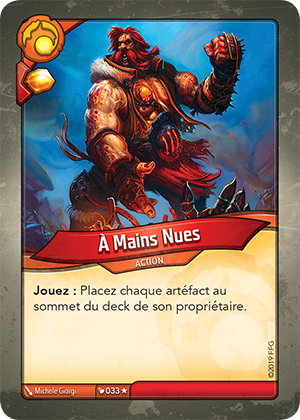 À Mains Nues
ACTION
Jouez : Placez chaque artéfact au
sommet du deck de son propriétaire.
©2019 FFG
Michele Giorgi
033